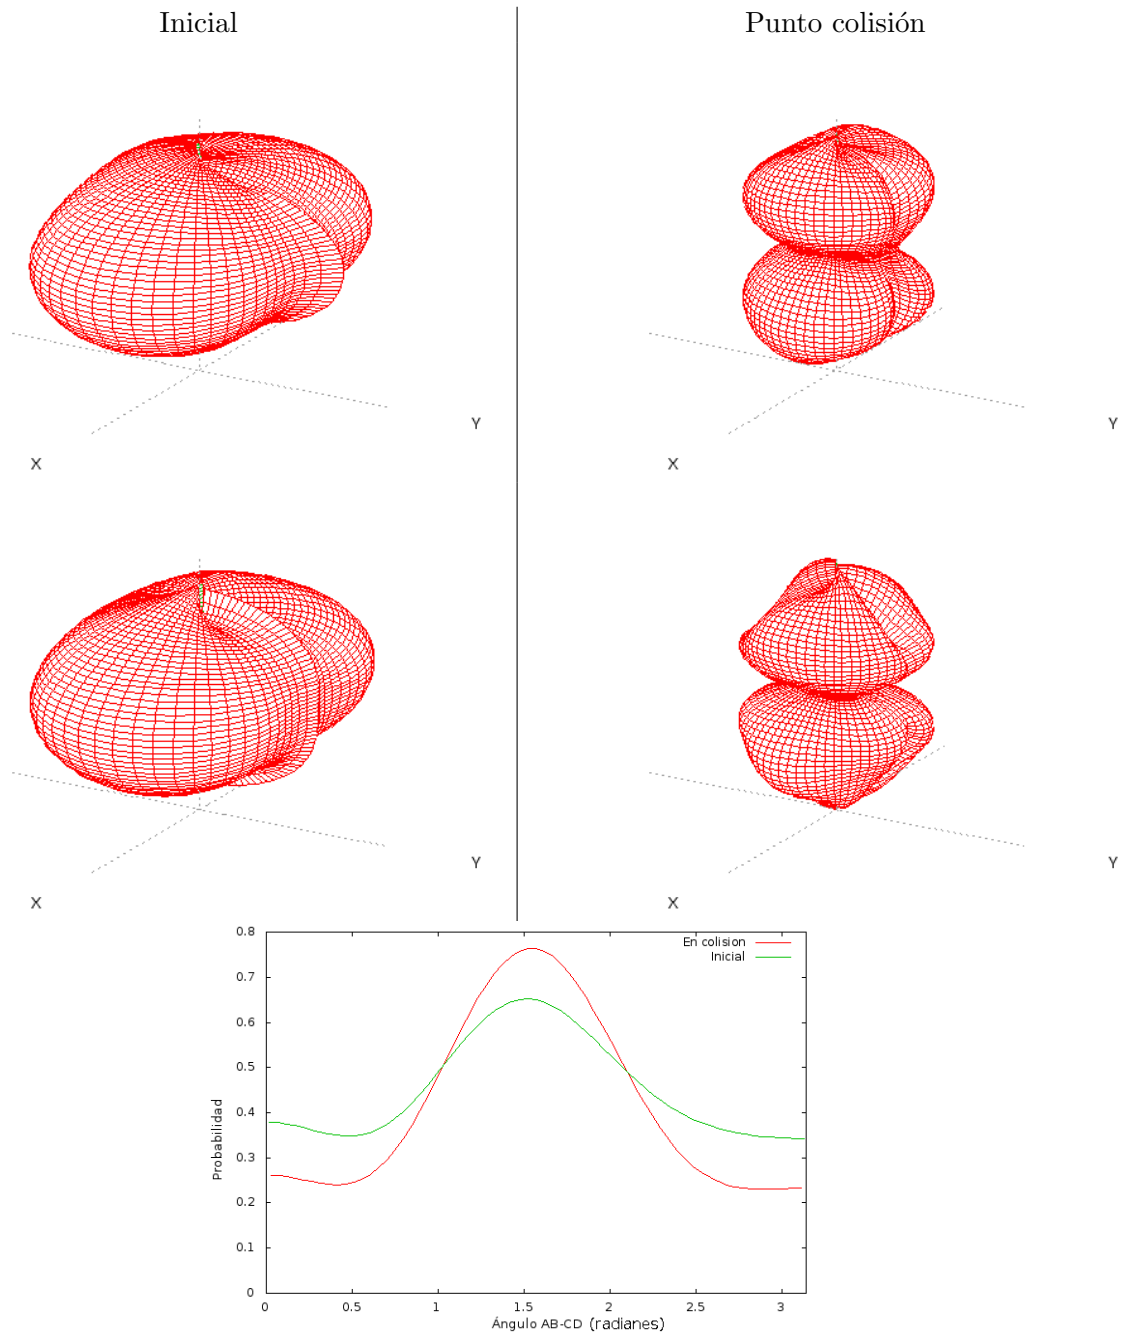 Inicial
Punto colisión
Y
Y
X
X
Y
Y
X
X
0.8
En colision
Inicial
0.7
0.6
0.5
0.4
Probabilidad
0.3
0.2
0.1
0
0 0.5 1 1.5 2 2.5 3
Ángulo AB-CD (radianes)